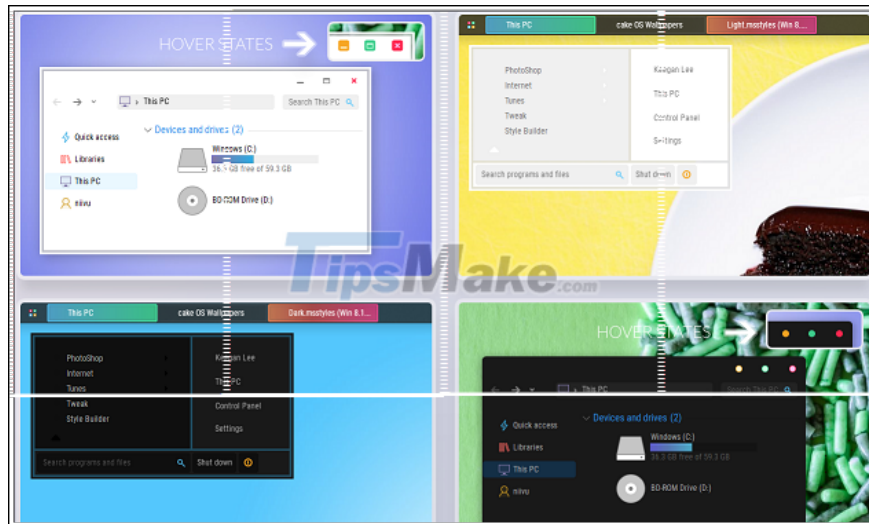 HOVER STATES
This PC
Search This PC
Quick access
Libraries
This PC
niivu
Devices and drives (2)
Windows (C:)
36.3 GB free of 59.3 GB
BD-ROM Drive (D:)
This PC
cake OS Wallpapers
Light.msstyles (Win 8....
PhotoShop
Internet
Tunes
Tweak
Style Builder
Keegan Lee
This PC
Control Panel
Settings
Search programs and files
Shut down
TipsMake.com
This PC
cake OS Wallpapers
Dark.msstyles (Win 8.1...
PhotoShop
Internet
Tunes
Tweak
Style Builder
Keegan Lee
This PC
Control Panel
Settings
Search programs and files
Shut down
HOVER STATES
This PC
Search This PC
Quick access
Libraries
This PC
niivu
Devices and drives (2)
Windows (C:)
36.3 GB free of 59.3 GB
BD-ROM Drive (D:)